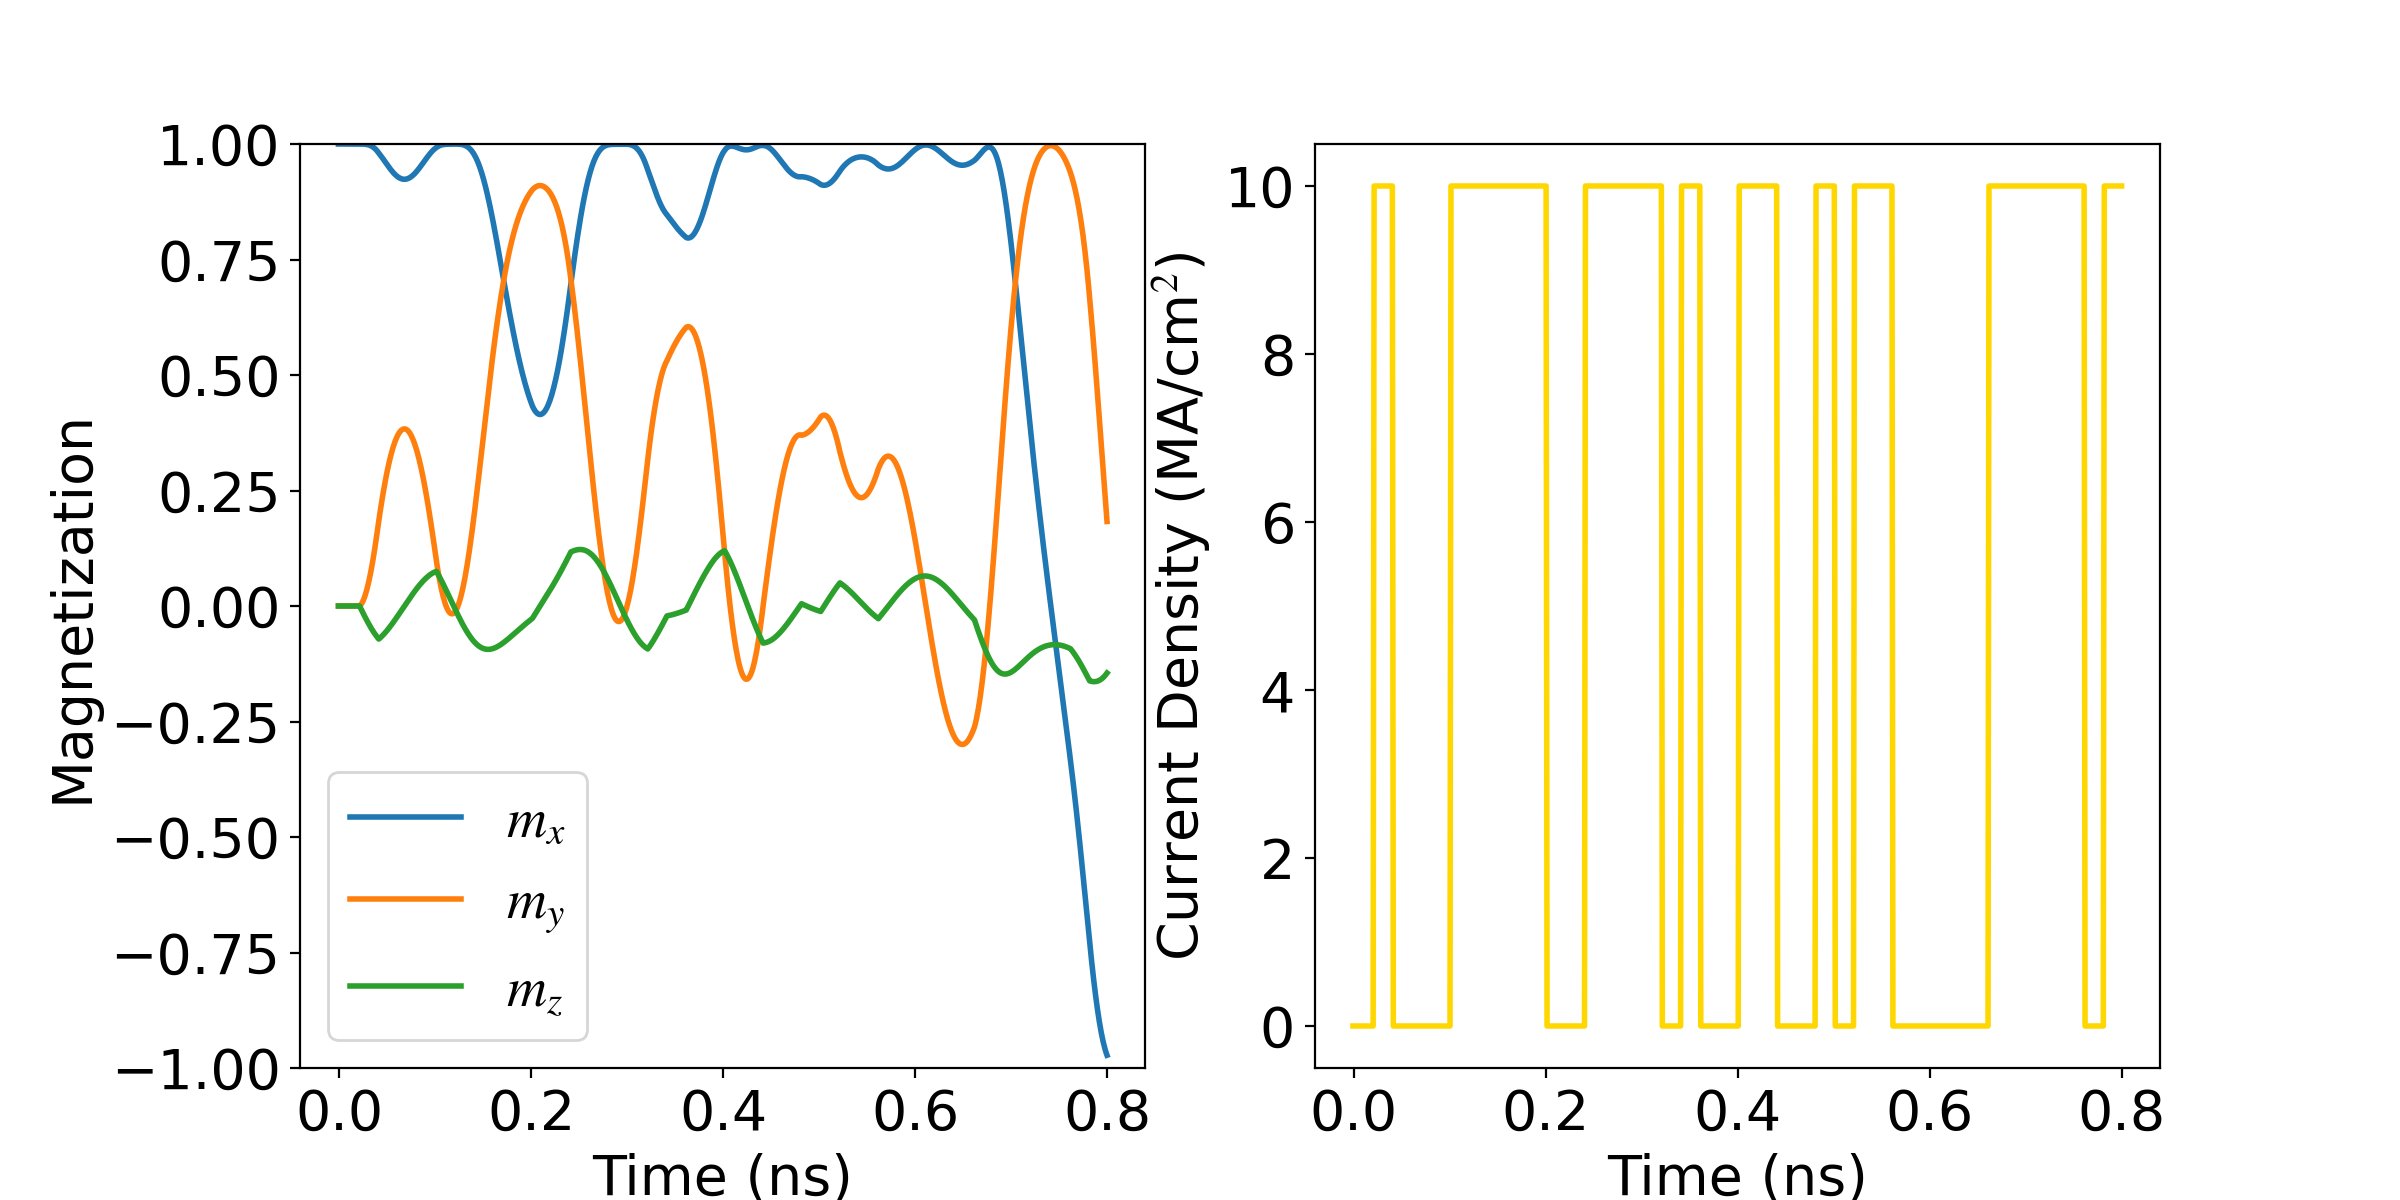 Magnetization
1.00
0.75
0.50
0.25
0.00
−0.25
−0.50
−0.75
−1.00
0.0 0.2 0.4 0.6 0.8
Time (ns)
m_x
m_y
m_z
Current Density (MA/cm²)
10
8
6
4
2
0
0.0 0.2 0.4 0.6 0.8
Time (ns)